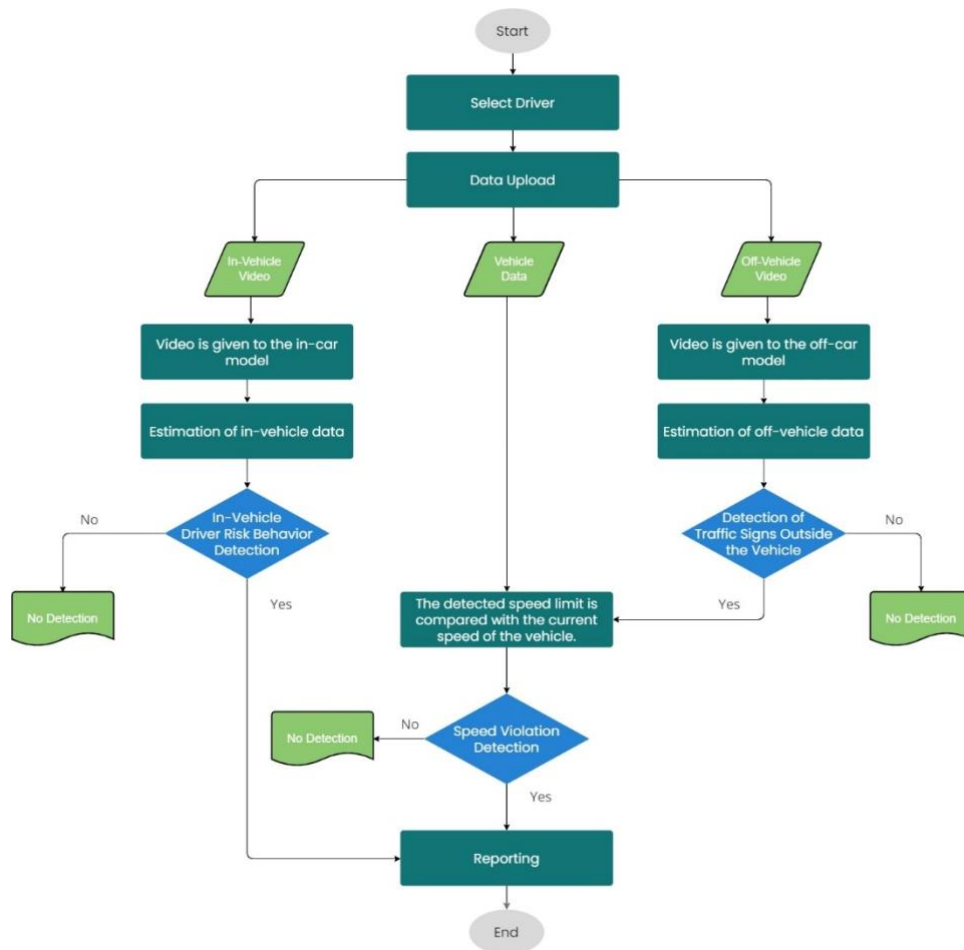 Start
Select Driver
Data Upload
In-Vehicle
Video
Vehicle
Data
Off-Vehicle
Video
Video is given to the in-car
model
Video is given to the off-car
model
Estimation of in-vehicle data
Estimation of off-vehicle data
No
In-Vehicle
Driver Risk Behavior
Detection
Detection of
Traffic Signs Outside
the Vehicle
No
No Detection
Yes
The detected speed limit is
compared with the current
speed of the vehicle.
Yes
No Detection
No Detection
No
Speed Violation
Detection
Yes
Reporting
End